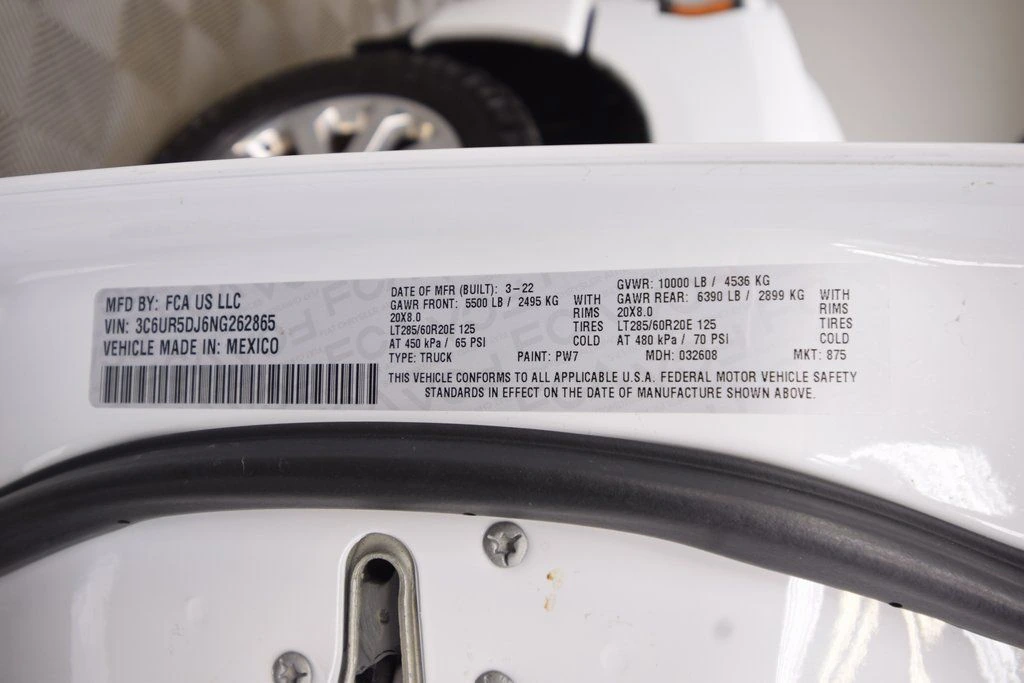 MFD BY: FCA US LLC
VIN: 3C6UR5DJ6NG262865
VEHICLE MADE IN: MEXICO
DATE OF MFR (BUILT): 3-22 GVWR: 10000 LB / 4536 KG
GAWR FRONT: 5500 LB / 2495 KG WITH GAWR REAR: 6390 LB / 2899 KG WITH
20X8.0 RIMS 20X8.0 RIMS
LT285/60R20E 125 TIRES LT285/60R20E 125 TIRES
AT 450 kPa / 65 PSI COLD AT 480 kPa / 70 PSI COLD
TYPE: TRUCK PAINT: PW7 MDH: 032608 MKT: 875
THIS VEHICLE CONFORMS TO ALL APPLICABLE U.S.A. FEDERAL MOTOR VEHICLE SAFETY
STANDARDS IN EFFECT ON THE DATE OF MANUFACTURE SHOWN ABOVE.